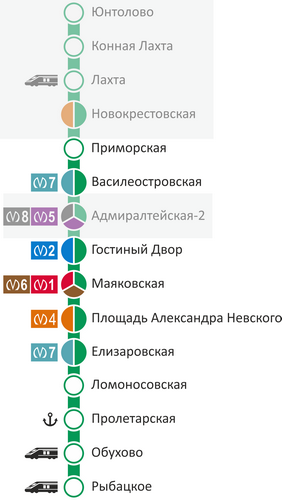 Юнтолово
Конная Лахта
Лахта
Новокрестовская
Приморская
7 Василеостровская
8 5 Адмиралтейская-2
2 Гостиный Двор
6 1 Маяковская
4 Площадь Александра Невского
7 Елизаровская
Ломоносовская
Пролетарская
Обухово
Рыбацкое